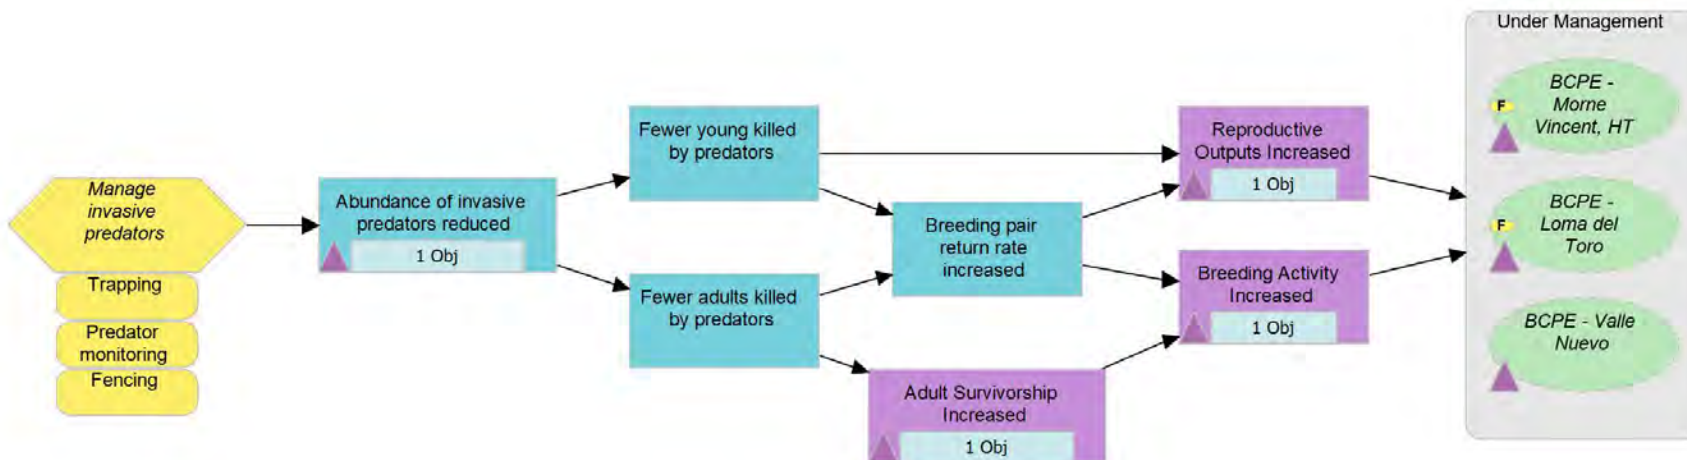 Manage
invasive
predators
Trapping
Predator
monitoring
Fencing
Abundance of invasive
predators reduced
1 Obj
Fewer young killed
by predators
Fewer adults killed
by predators
Breeding pair
return rate
increased
Adult Survivorship
Increased
1 Obj
Reproductive
Outputs Increased
1 Obj
Breeding Activity
Increased
1 Obj
Under Management
BCPE -
Morne
Vincent, HT
F
BCPE -
Loma del
Toro
F
BCPE - Valle
Nuevo